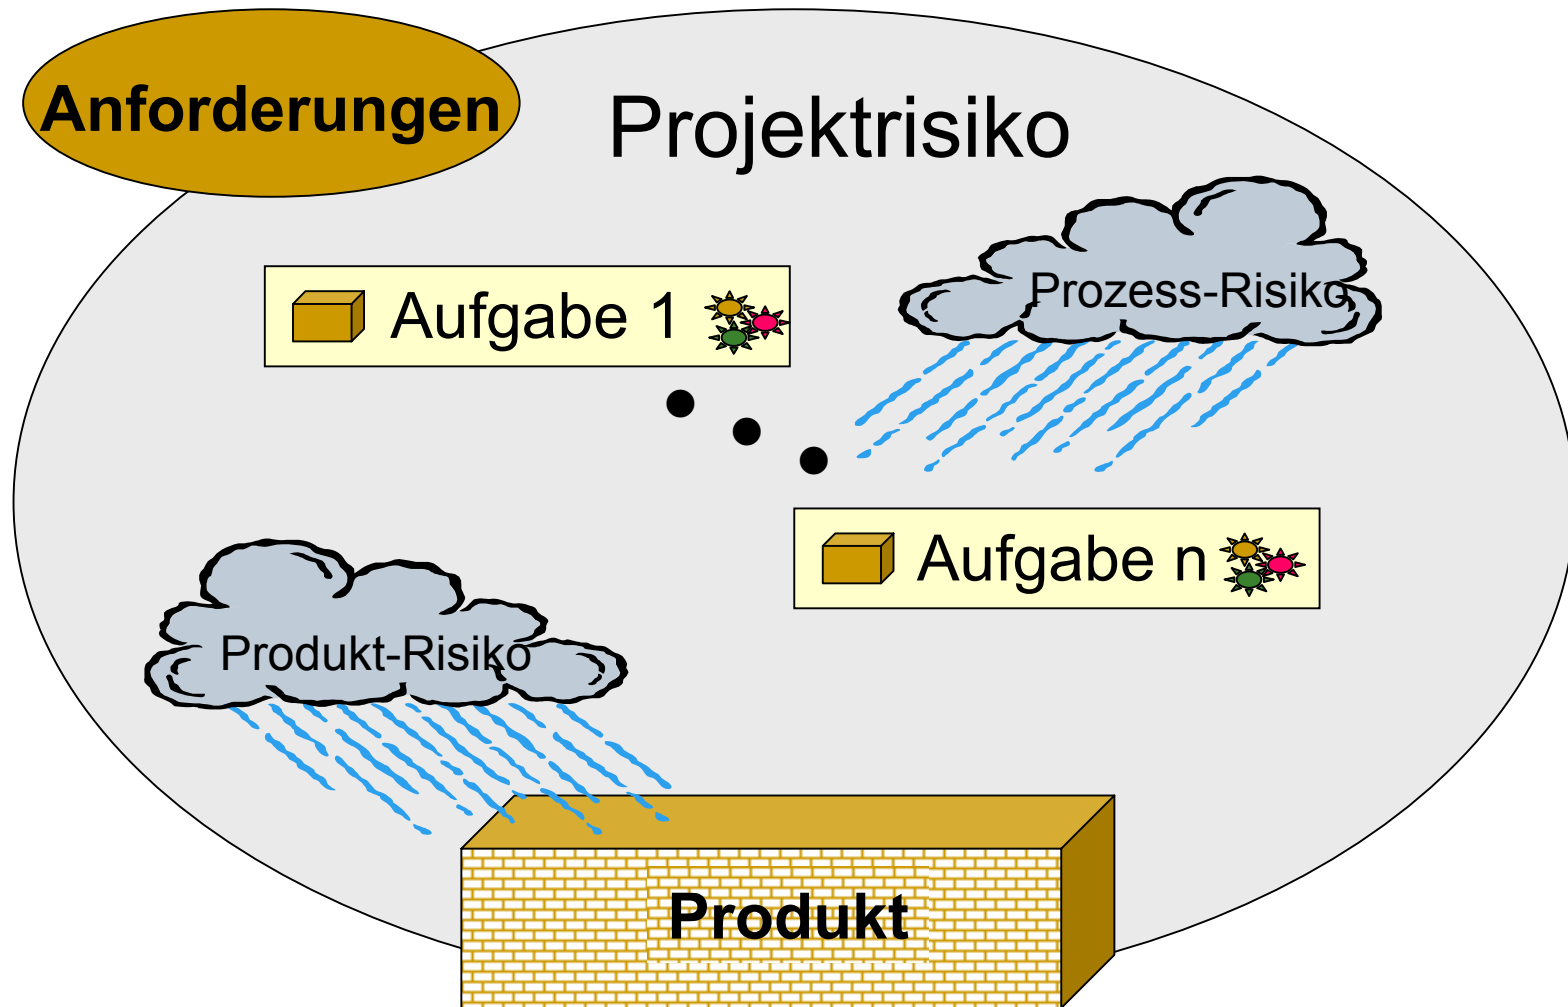 Anforderungen
Projektrisiko
Aufgabe 1
Prozess-Risiko
Aufgabe n
Produkt-Risiko
Produkt